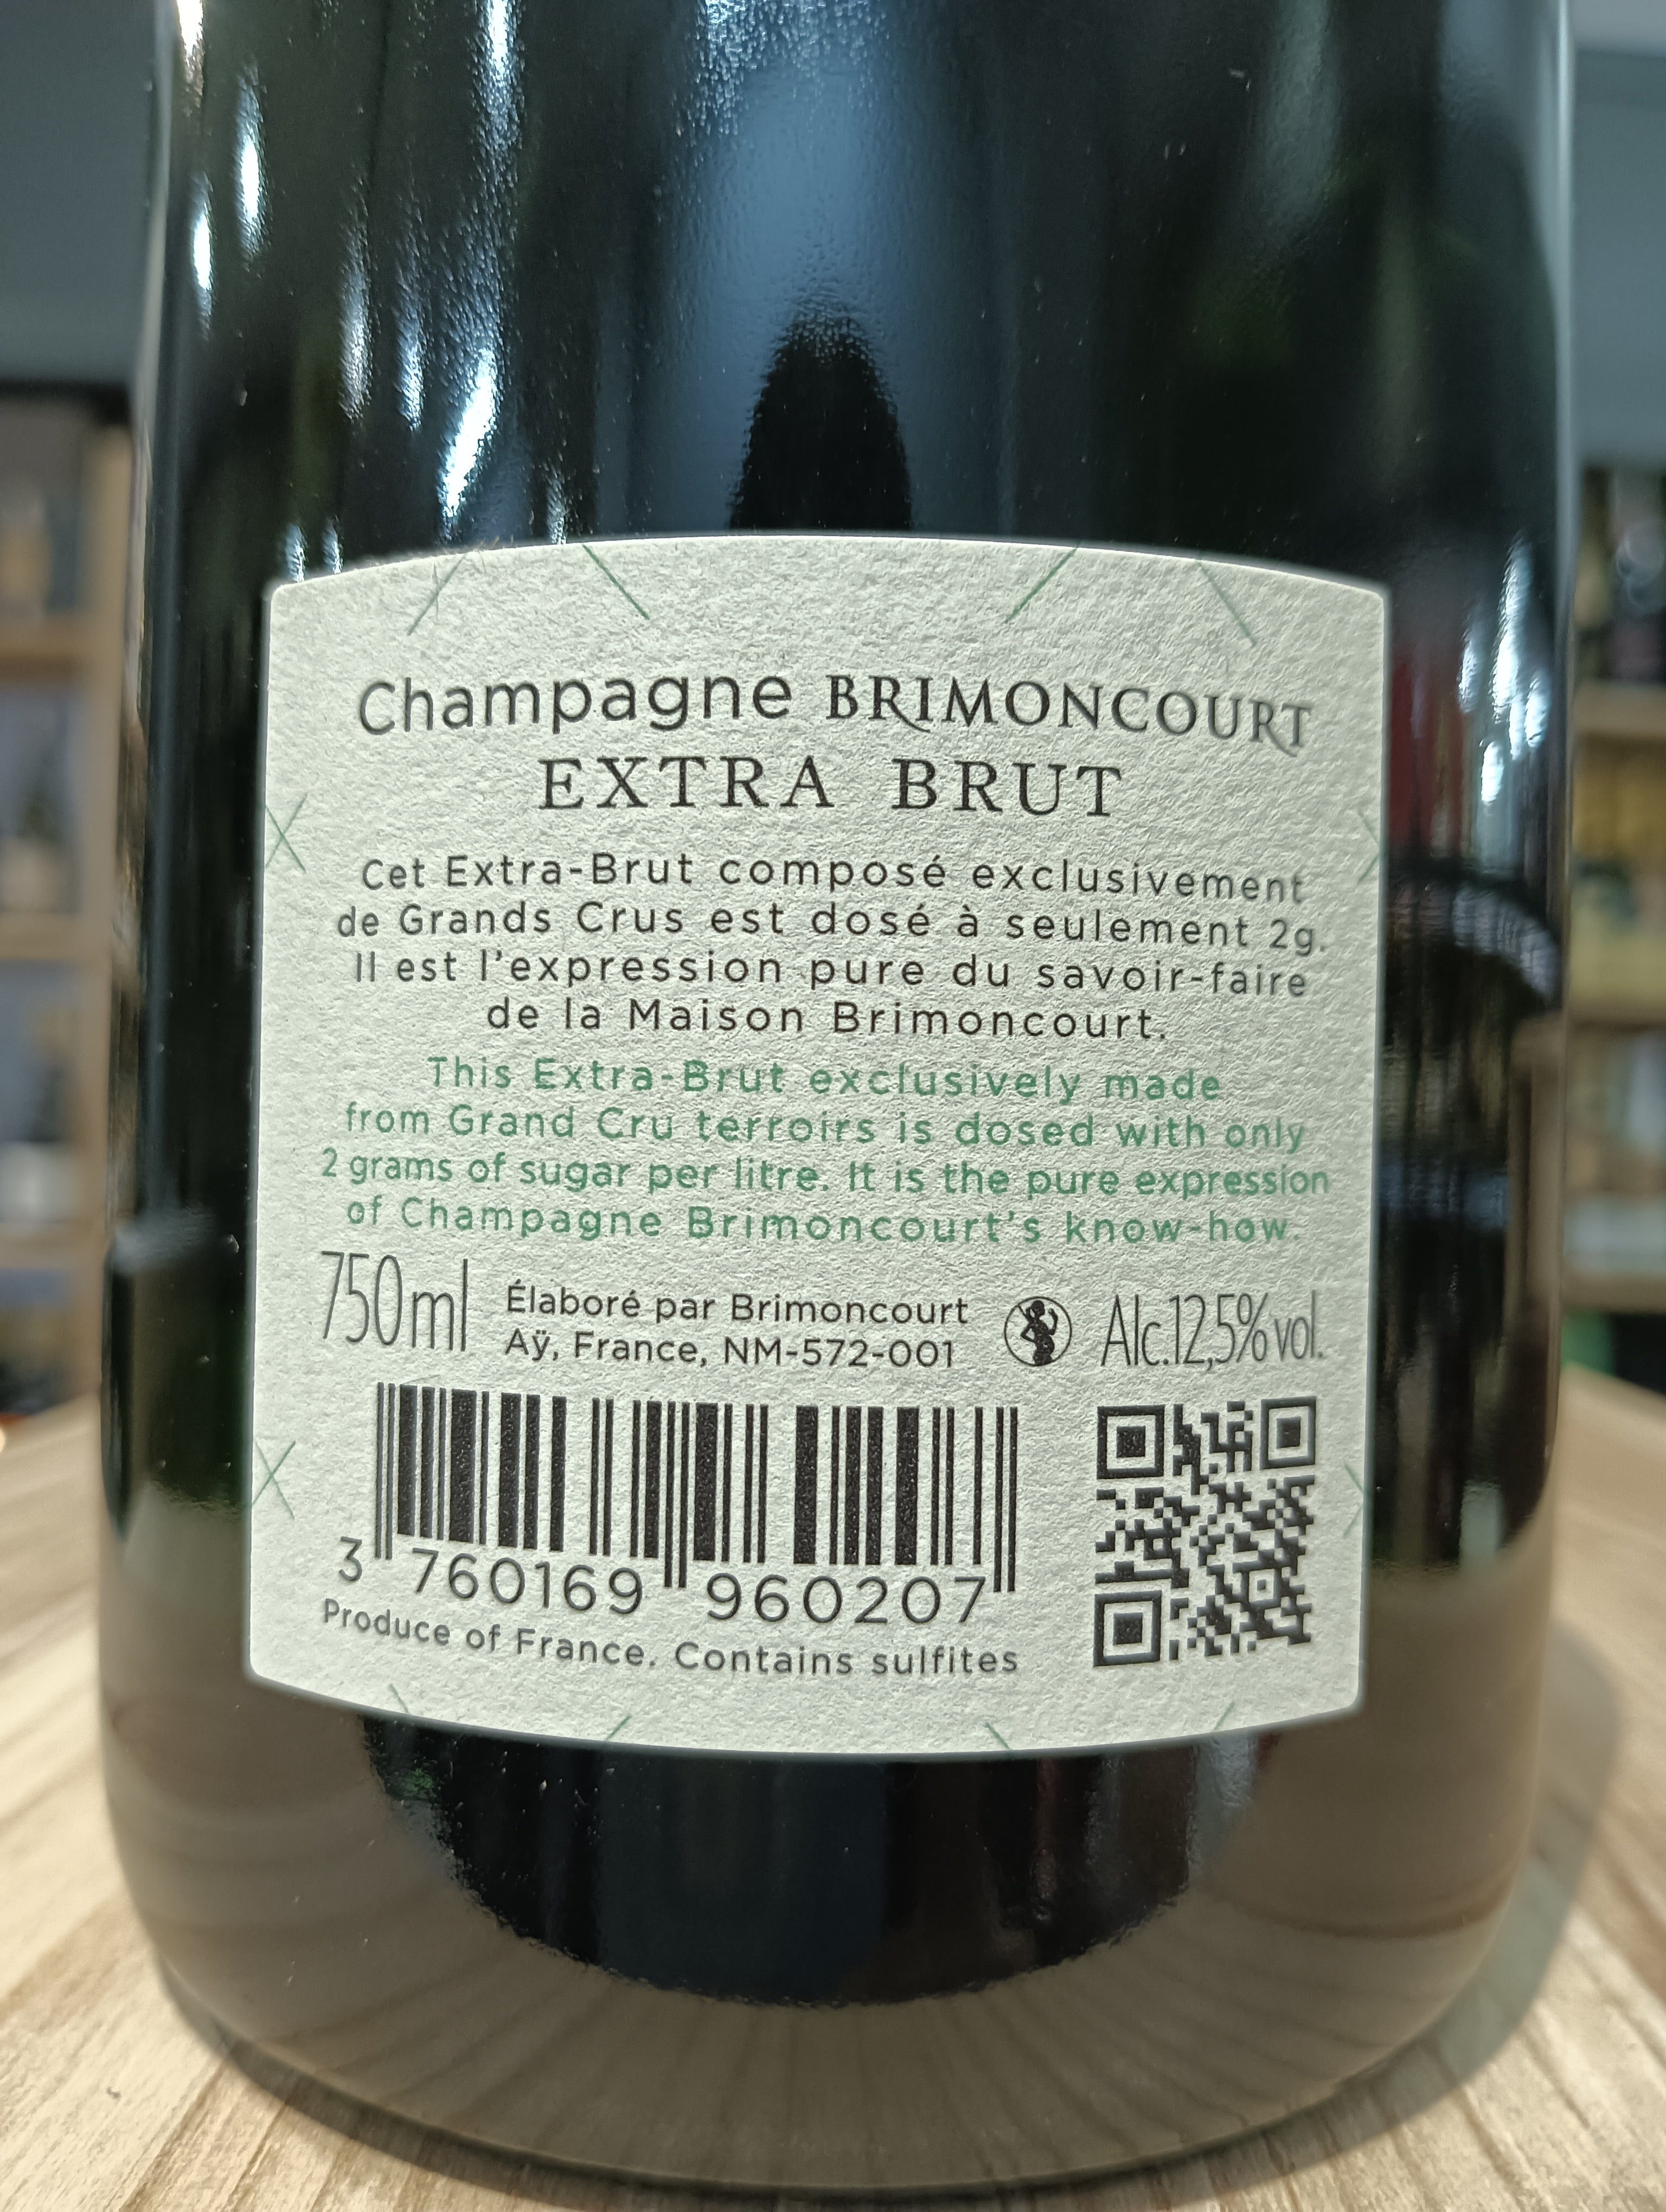 Champagne BRIMONCOURT
EXTRA BRUT
Cet Extra-Brut composé exclusivement
de Grands Crus est dosé à seulement 2g.
Il est l'expression pure du savoir-faire
de la Maison Brimoncourt.
This Extra-Brut exclusively made
from Grand Cru terroirs is dosed with only
2 grams of sugar per litre. It is the pure expression
of Champagne Brimoncourt's know-how.
750ml
Élaboré par Brimoncourt
Aÿ, France, NM-572-001
Alc.12,5% vol.
3 760169 960207
Produce of France. Contains sulfites